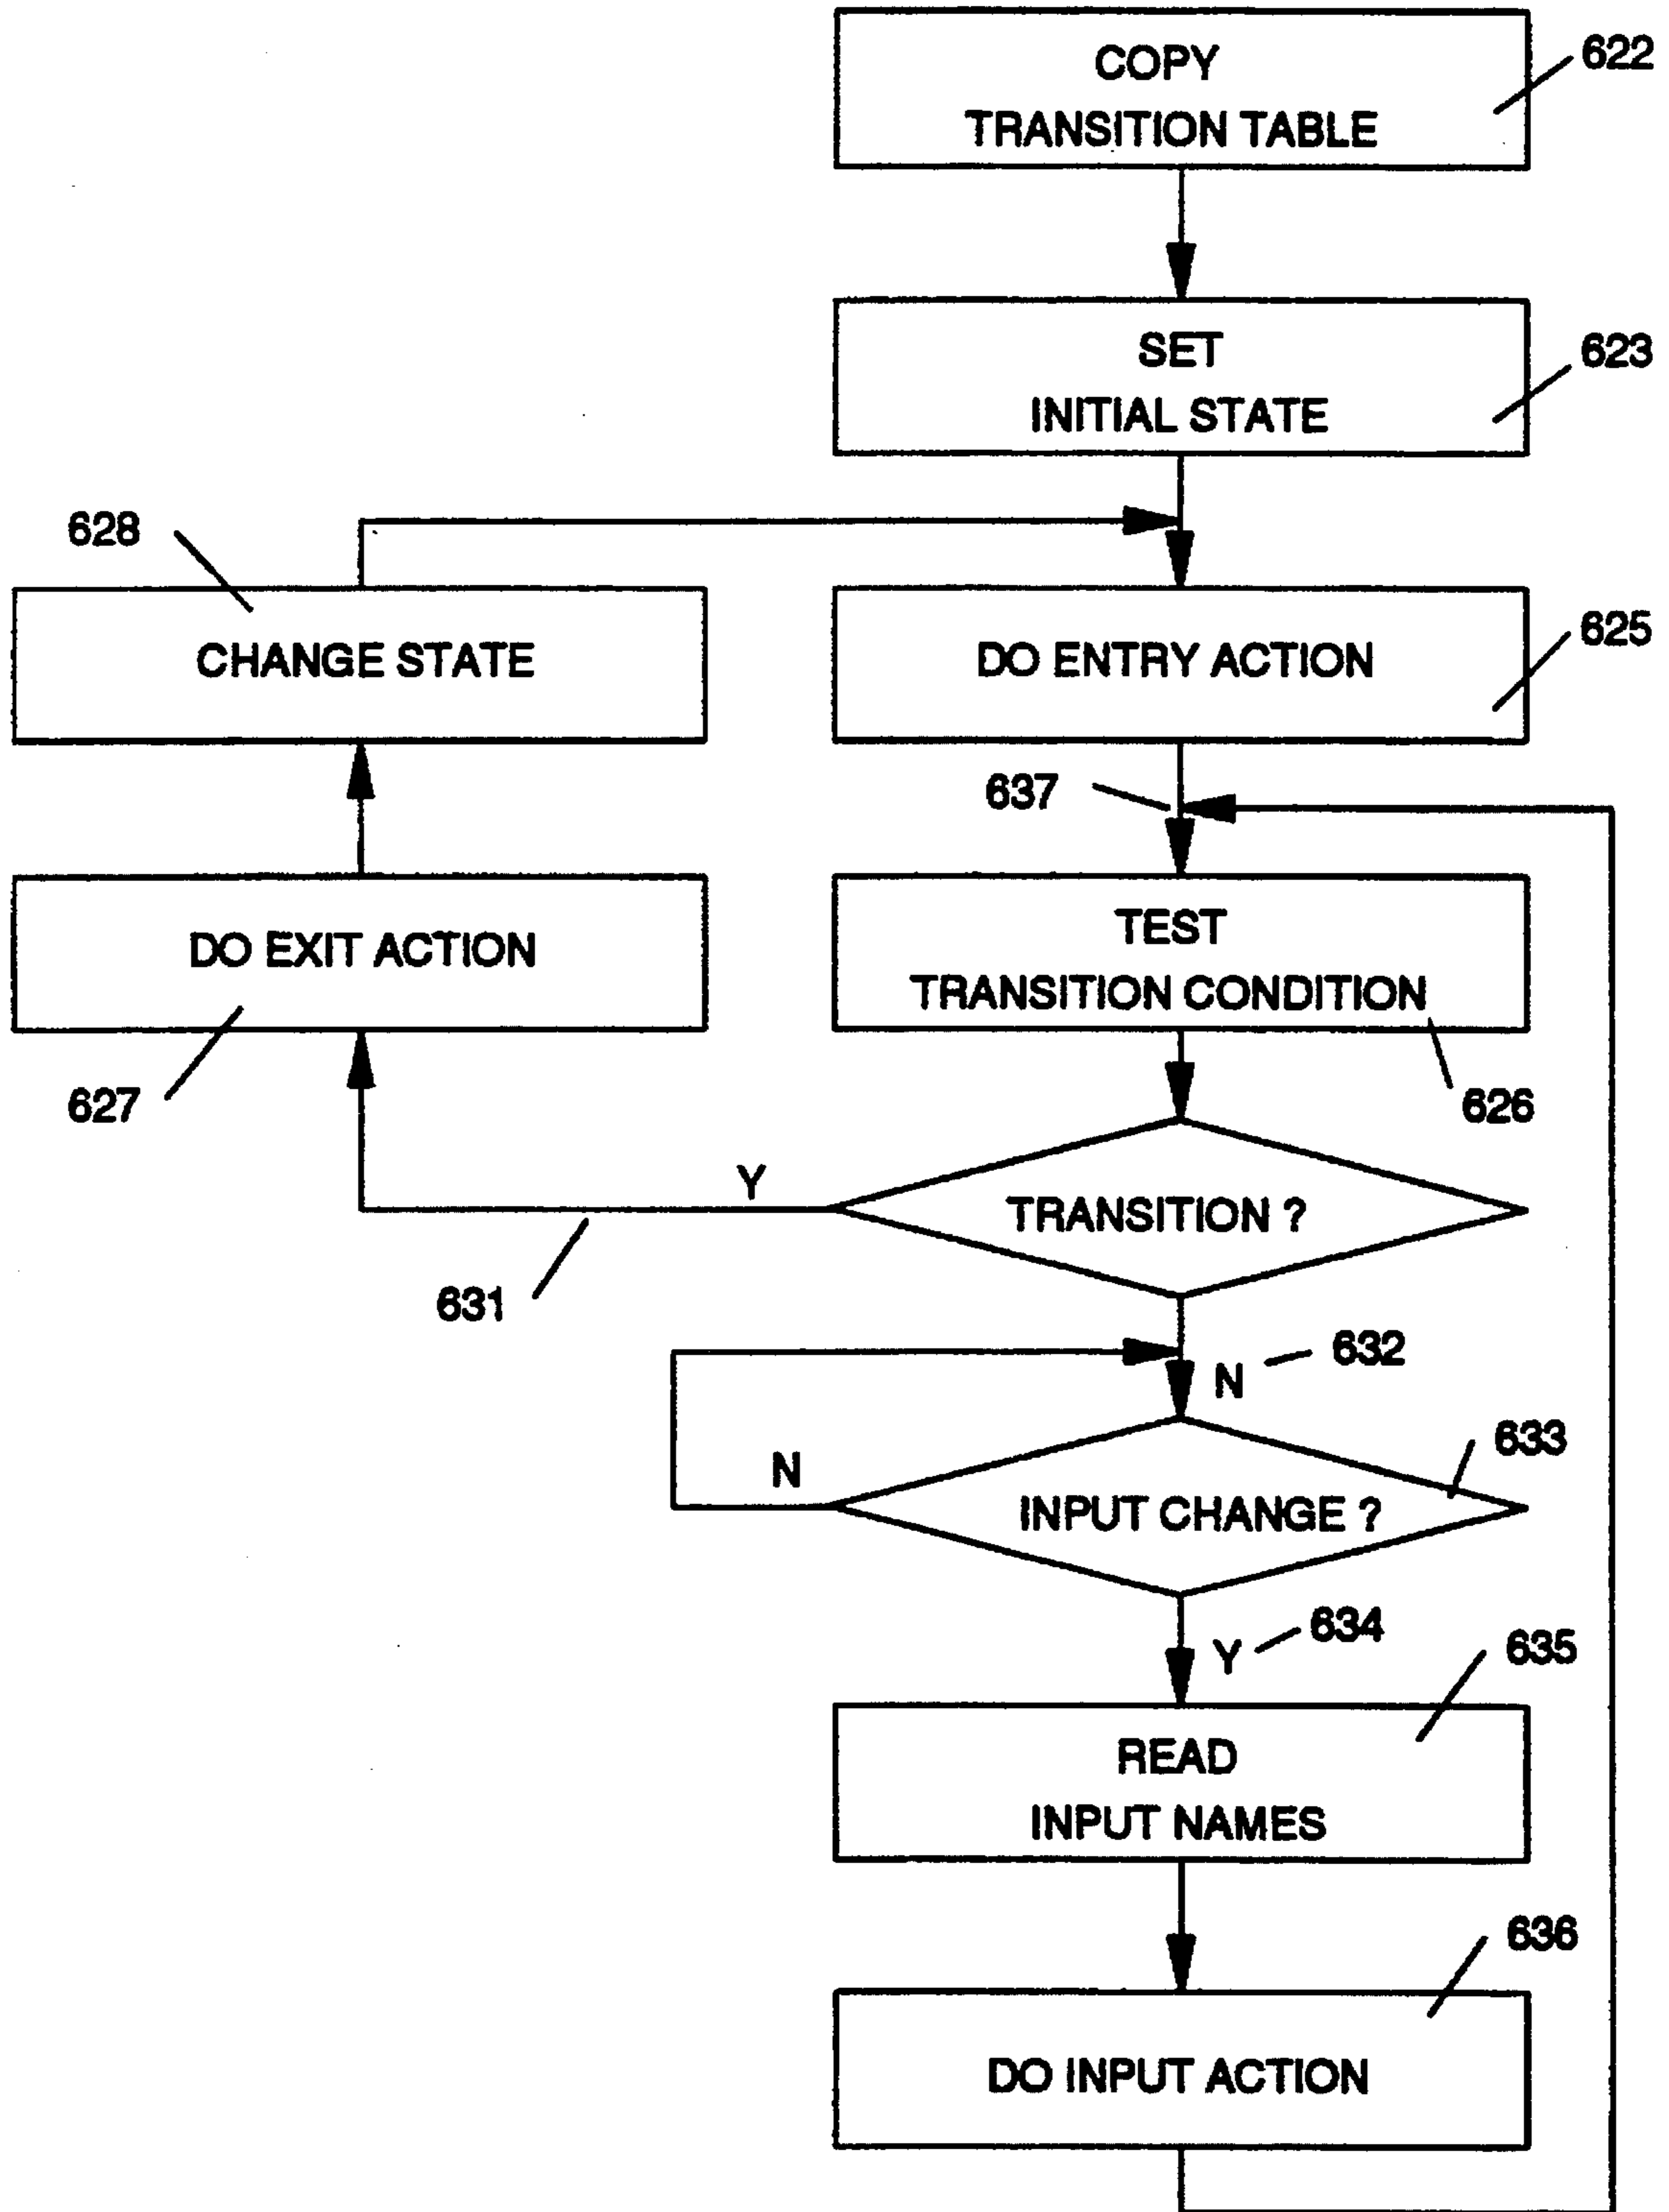 COPY
TRANSITION TABLE
622
SET
INITIAL STATE
623
628
CHANGE STATE
DO ENTRY ACTION
625
637
DO EXIT ACTION
TEST
TRANSITION CONDITION
627
626
Y
TRANSITION ?
631
N
632
N
INPUT CHANGE ?
633
Y
634
635
READ
INPUT NAMES
636
DO INPUT ACTION